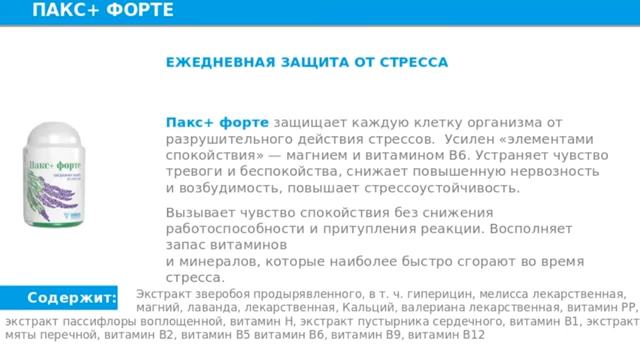 ПАКС+ ФОРТЕ
ЕЖЕДНЕВНАЯ ЗАЩИТА ОТ СТРЕССА
Пакс+ форте защищает каждую клетку организма от
разрушительного действия стрессов. Усилен «элементами
спокойствия» — магнием и витамином В6. Устраняет чувство
тревоги и беспокойства, снижает повышенную нервозность
и возбудимость, повышает стрессоустойчивость.
Вызывает чувство спокойствия без снижения
работоспособности и притупления реакции. Восполняет
запас витаминов
и минералов, которые наиболее быстро сгорают во время
стресса.
Пакс+ форте
Содержит:
Экстракт зверобоя продырявленного, в т. ч. гиперицин, мелисса лекарственная,
магний, лаванда, лекарственная, Кальций, валериана лекарственная, витамин РР,
экстракт пассифлоры воплощенной, витамин Н, экстракт пустырника сердечного, витамин В1, экстракт
мяты перечной, витамин В2, витамин В5 витамин В6, витамин В9, витамин В12